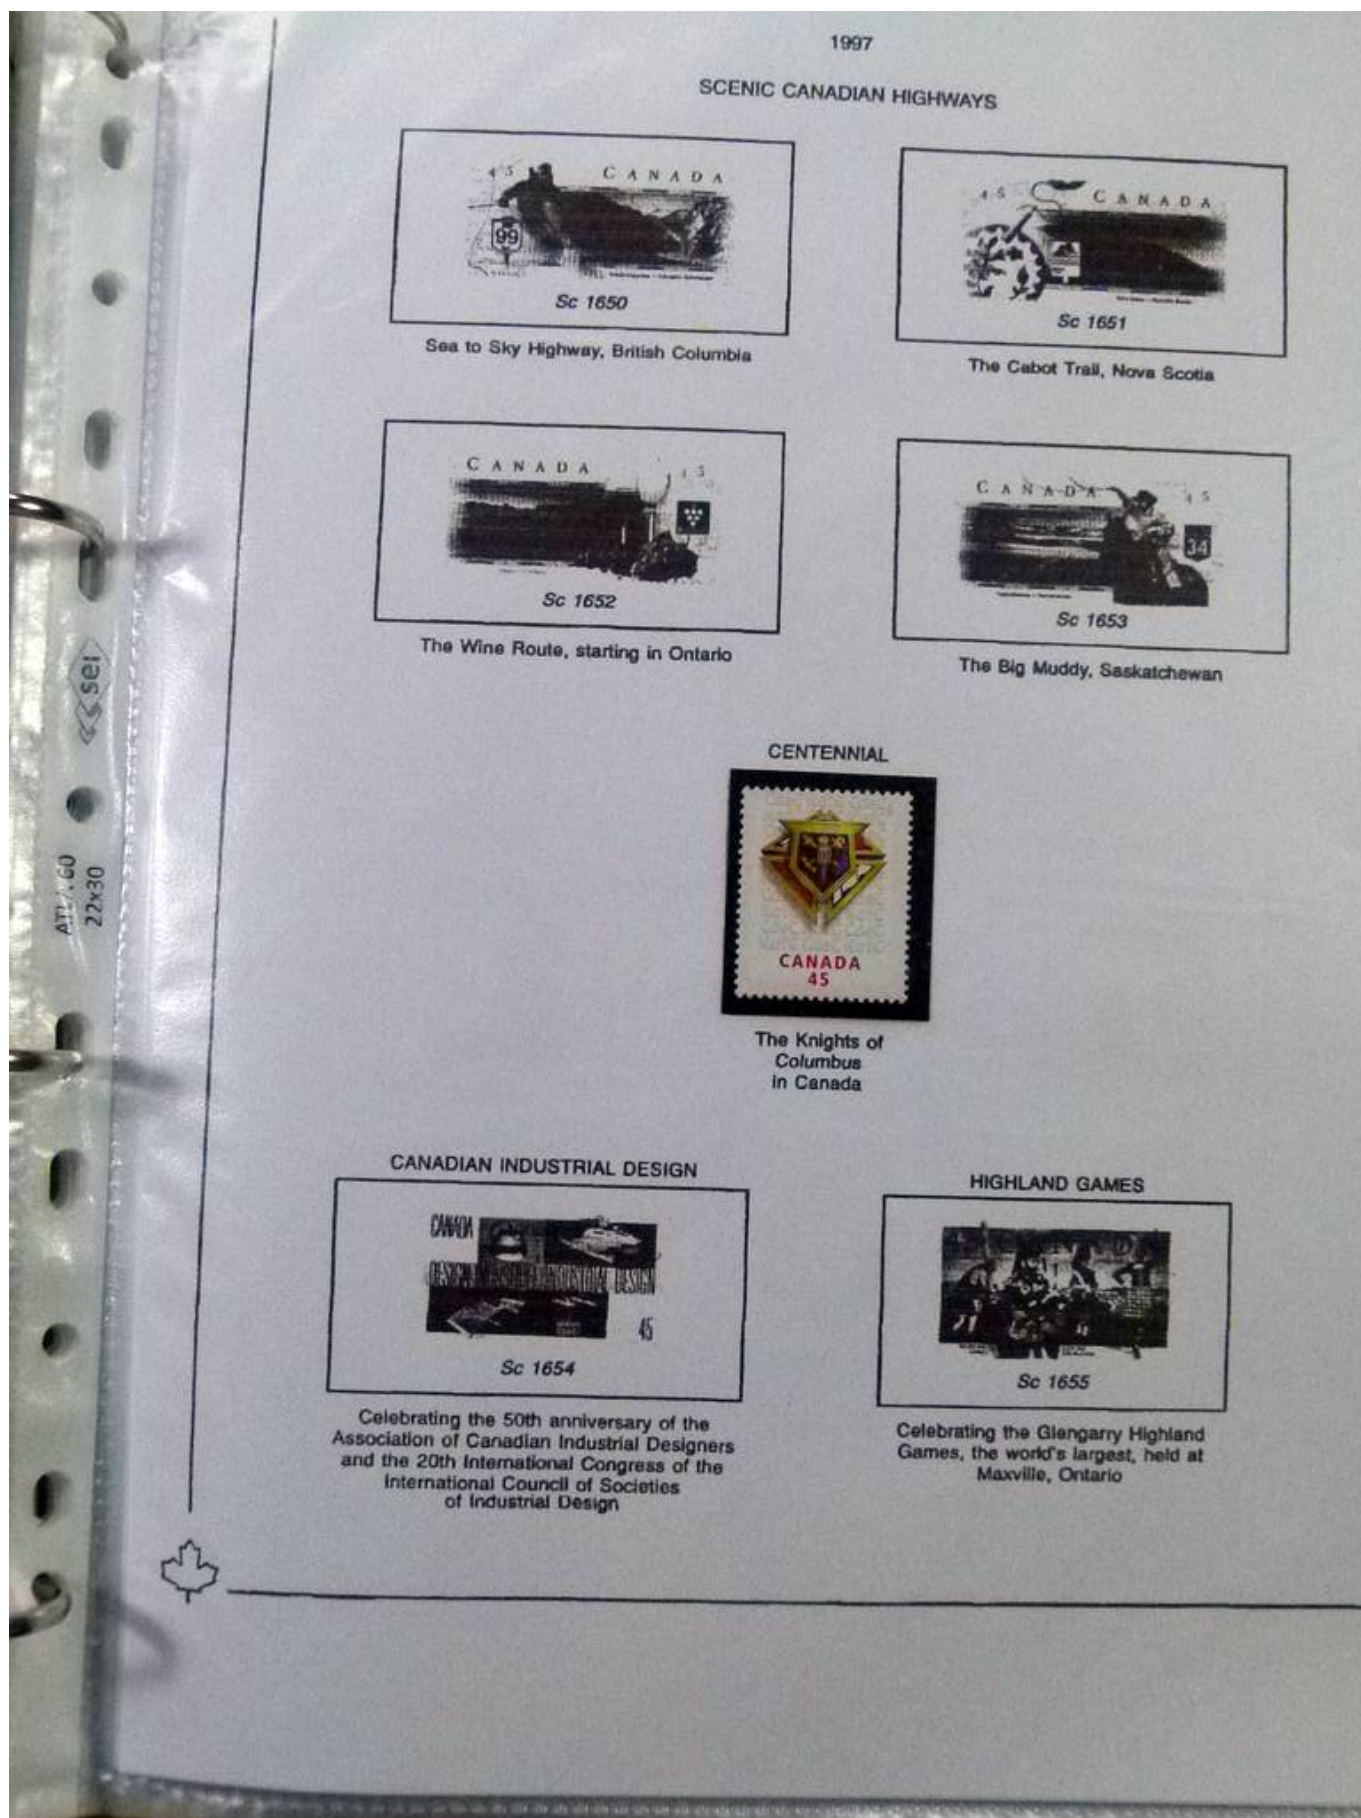 1997
SCENIC CANADIAN HIGHWAYS
45 CANADA
99
Sc 1650
Sea to Sky Highway, British Columbia
45 CANADA
Sc 1651
The Cabot Trail, Nova Scotia
CANADA 45
Sc 1652
The Wine Route, starting in Ontario
CANADA 45
34
Sc 1653
The Big Muddy, Saskatchewan
CENTENNIAL
CANADA
45
The Knights of
Columbus
in Canada
CANADIAN INDUSTRIAL DESIGN
CANADA
DESIGN INDUSTRIAL DESIGN
45
Sc 1654
Celebrating the 50th anniversary of the
Association of Canadian Industrial Designers
and the 20th International Congress of the
International Council of Societies
of Industrial Design
HIGHLAND GAMES
Sc 1655
Celebrating the Glengarry Highland
Games, the world's largest, held at
Maxville, Ontario
sei
22x30